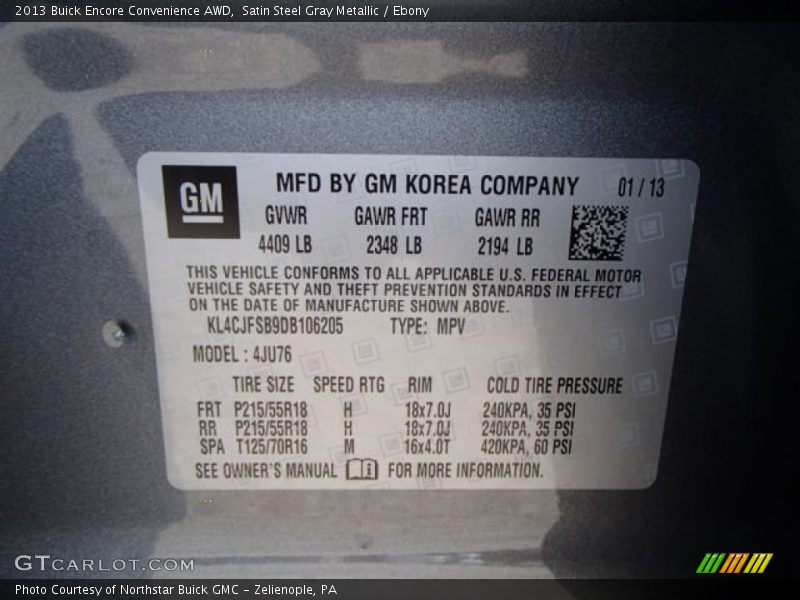 2013 Buick Encore Convenience AWD, Satin Steel Gray Metallic / Ebony
GM MFD BY GM KOREA COMPANY 01 / 13
GVWR GAWR FRT GAWR RR
4409 LB 2348 LB 2194 LB
THIS VEHICLE CONFORMS TO ALL APPLICABLE U.S. FEDERAL MOTOR
VEHICLE SAFETY AND THEFT PREVENTION STANDARDS IN EFFECT
ON THE DATE OF MANUFACTURE SHOWN ABOVE.
KL4CJFSB9DB106205 TYPE: MPV
MODEL : 4JU76
TIRE SIZE SPEED RTG RIM COLD TIRE PRESSURE
FRT P215/55R18 H 18x7.0J 240KPA, 35 PSI
RR P215/55R18 H 18x7.0J 240KPA, 35 PSI
SPA T125/70R16 M 16x4.0T 420KPA, 60 PSI
SEE OWNER'S MANUAL FOR MORE INFORMATION.
GTCARLOT.COM
Photo Courtesy of Northstar Buick GMC – Zelienople, PA